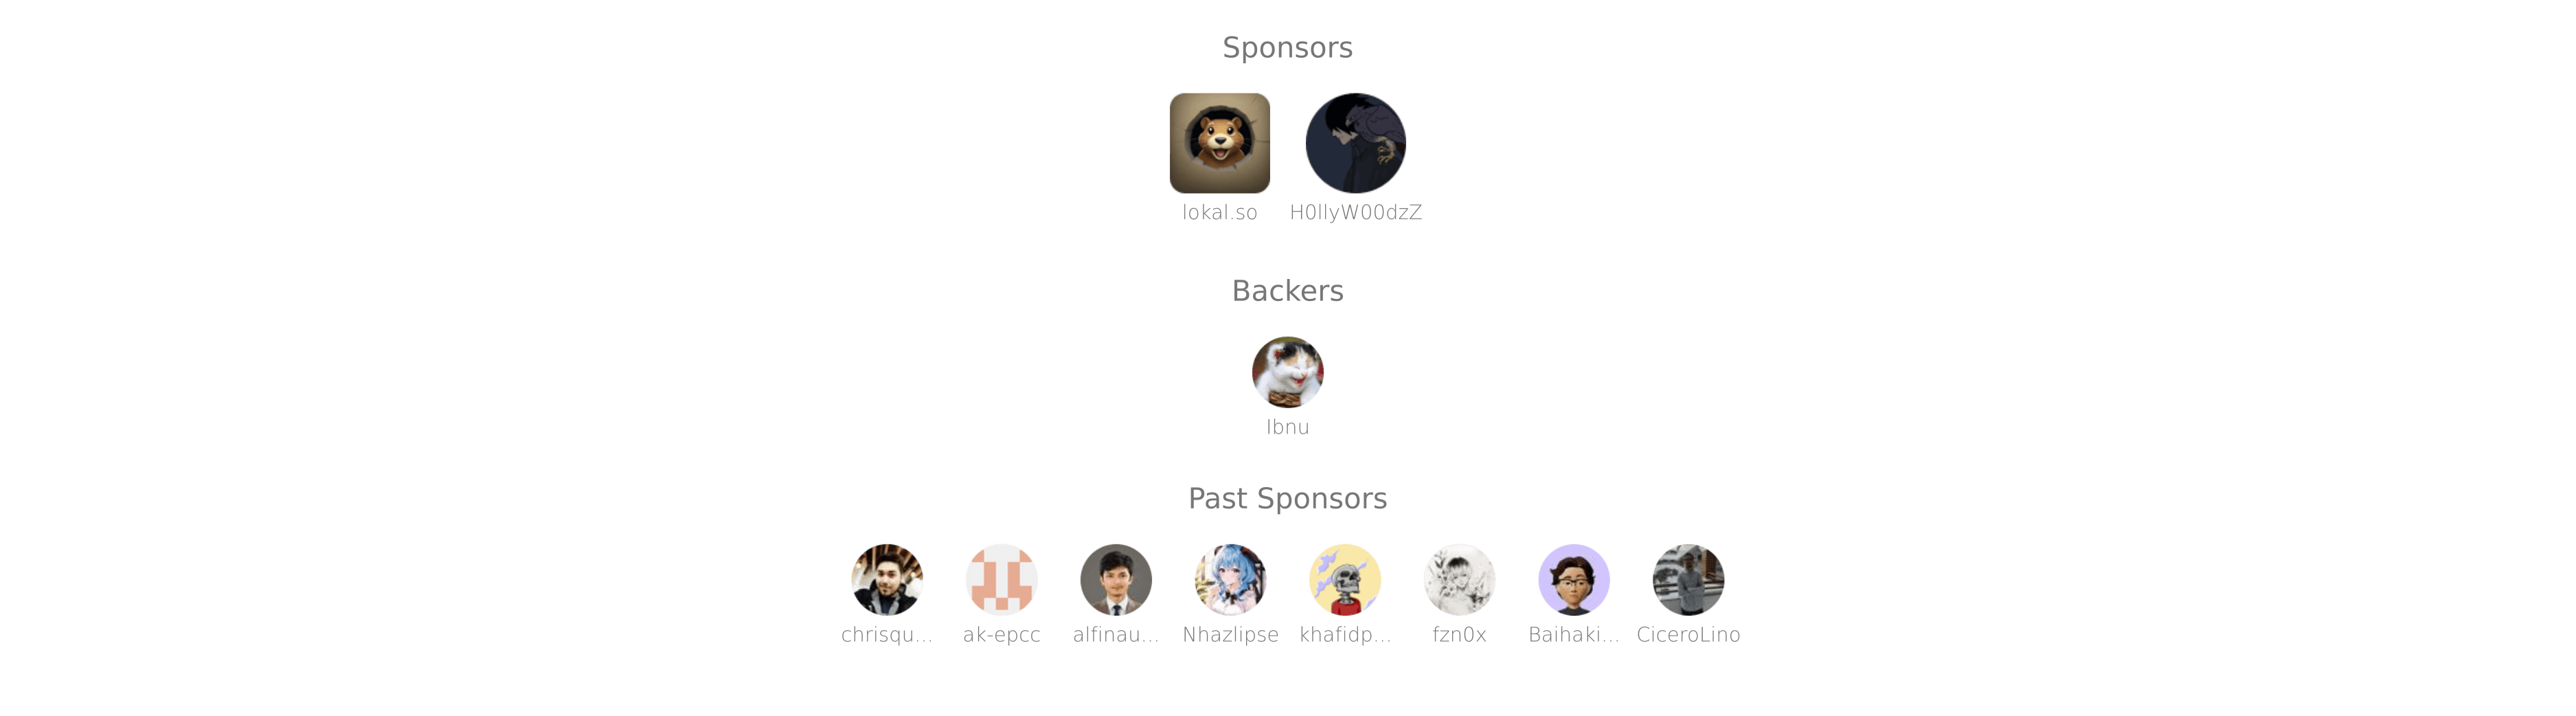 Sponsors
lokal.so
H0llyW00dzZ
Backers
Ibnu
Past Sponsors
chrisqu...
ak-epcc
alfinau...
Nhazlipse
khafidp...
fzn0x
Baihaki...
CiceroLino